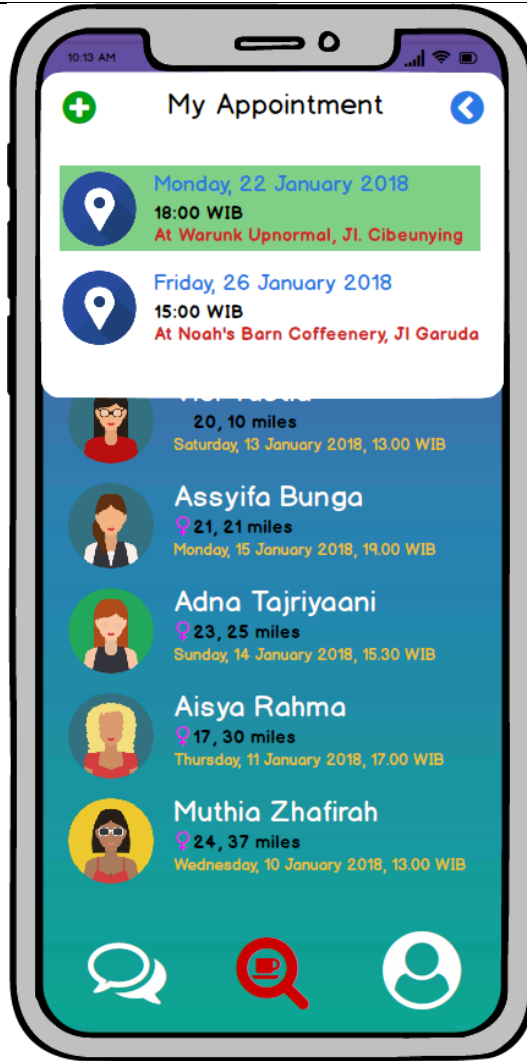 10:13 AM
My Appointment
Monday, 22 January 2018
18:00 WIB
At Warunk Upnormal, Jl. Cibeunying
Friday, 26 January 2018
15:00 WIB
At Noah's Barn Coffeenery, Jl Garuda
20, 10 miles
Saturday, 13 January 2018, 13.00 WIB
Assyifa Bunga
21, 21 miles
Monday, 15 January 2018, 19.00 WIB
Adna Tajriyaani
23, 25 miles
Sunday, 14 January 2018, 15.30 WIB
Aisya Rahma
17, 30 miles
Thursday, 11 January 2018, 17.00 WIB
Muthia Zhafirah
24, 37 miles
Wednesday, 10 January 2018, 13.00 WIB